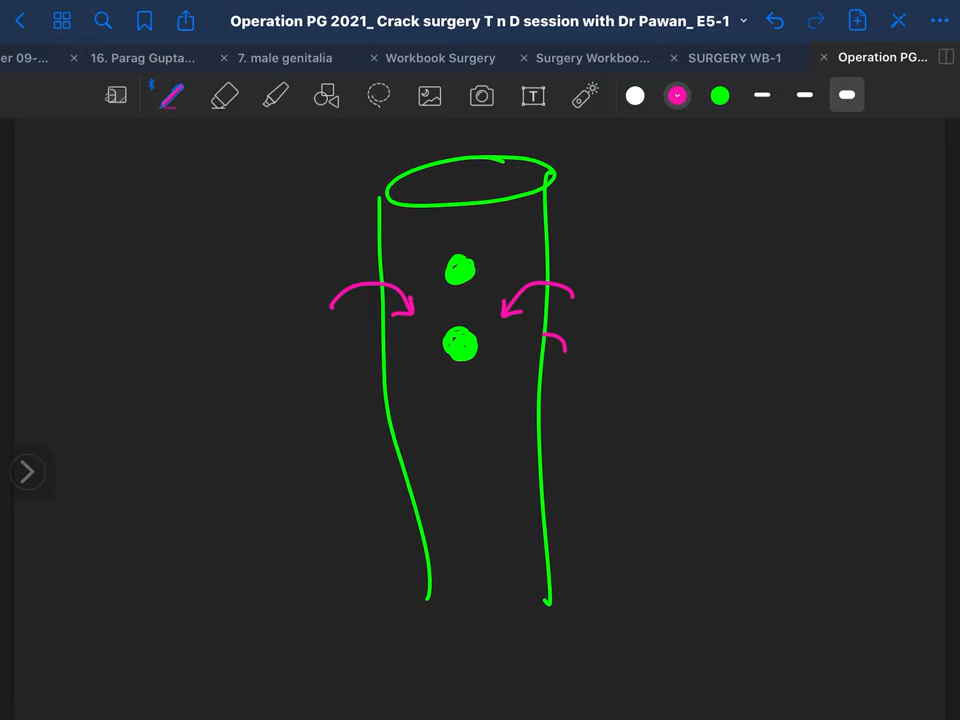 Operation PG 2021_ Crack surgery T n D session with Dr Pawan_ E5-1
er 09-...
16. Parag Gupta...
7. male genitalia
Workbook Surgery
Surgery Workboo...
SURGERY WB-1
Operation PG...
T